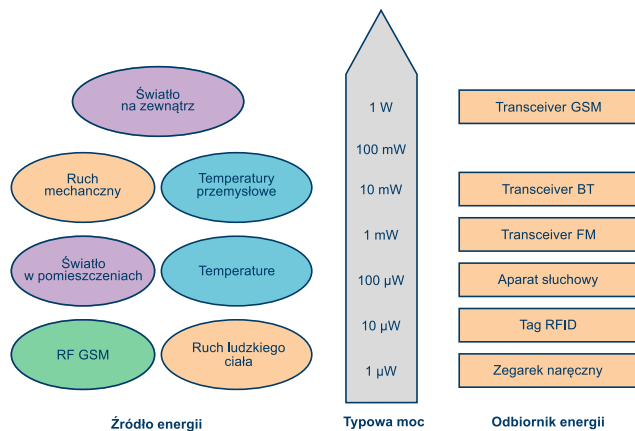 Światło
na zewnątrz
1 W
Transceiver GSM
100 mW
Ruch
mechanczny
Temperatury
przemysłowe
10 mW
Transceiver BT
1 mW
Transceiver FM
Światło
w pomieszczeniach
Temperature
100 µW
Aparat słuchowy
10 µW
Tag RFID
RF GSM
Ruch ludzkiego
ciała
1 µW
Zegarek naręczny
Źródło energii
Typowa moc
Odbiornik energii